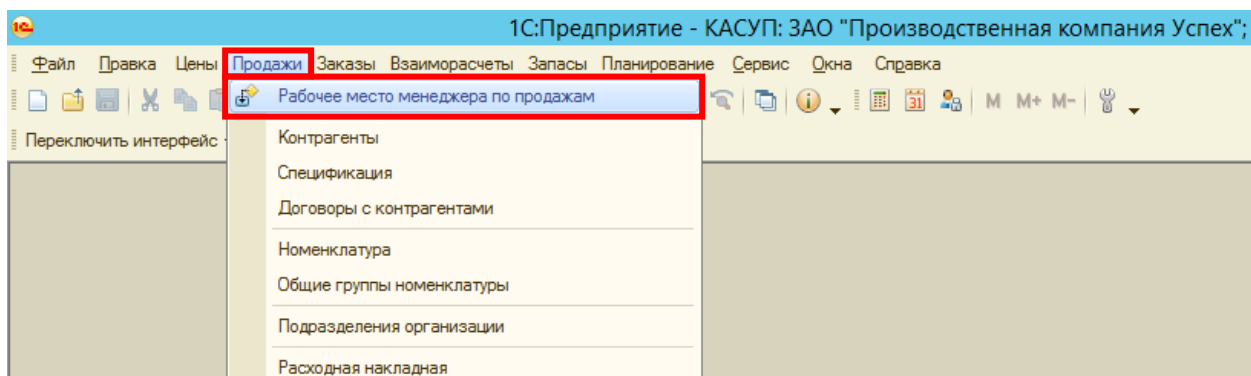 1С:Предприятие - КАСУП: ЗАО "Производственная компания Успех";
Файл Правка Цены Продажи Заказы Взаиморасчеты Запасы Планирование Сервис Окна Справка
Рабочее место менеджера по продажам
31 M M+ M-
Переключить интерфейс
Контрагенты
Спецификация
Договоры с контрагентами
Номенклатура
Общие группы номенклатуры
Подразделения организации
Расходная накладная